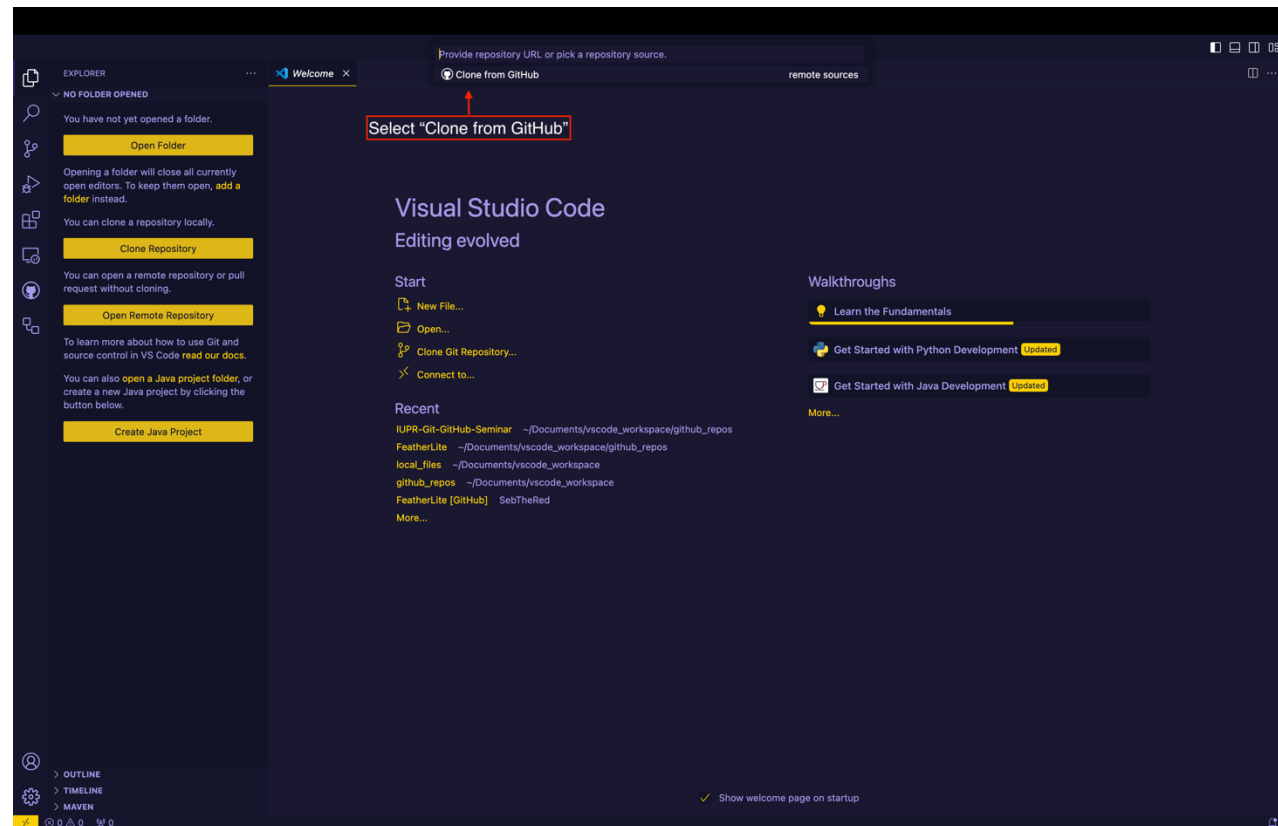 Provide repository URL or pick a repository source.
Clone from GitHub
remote sources
Select “Clone from GitHub”
EXPLORER
NO FOLDER OPENED
You have not yet opened a folder.
Open Folder
Opening a folder will close all currently
open editors. To keep them open, add a
folder instead.
You can clone a repository locally.
Clone Repository
You can open a remote repository or pull
request without cloning.
Open Remote Repository
To learn more about how to use Git and
source control in VS Code read our docs.
You can also open a Java project folder, or
create a new Java project by clicking the
button below.
Create Java Project
OUTLINE
TIMELINE
MAVEN
Welcome
Visual Studio Code
Editing evolved
Start
New File...
Open...
Clone Git Repository...
Connect to...
Recent
IUPR-Git-GitHub-Seminar ~/Documents/vscode_workspace/github_repos
FeatherLite ~/Documents/vscode_workspace/github_repos
local_files ~/Documents/vscode_workspace
github_repos ~/Documents/vscode_workspace
FeatherLite [GitHub] SebTheRed
More...
Walkthroughs
Learn the Fundamentals
Get Started with Python Development Updated
Get Started with Java Development Updated
More...
Show welcome page on startup
0 0 0